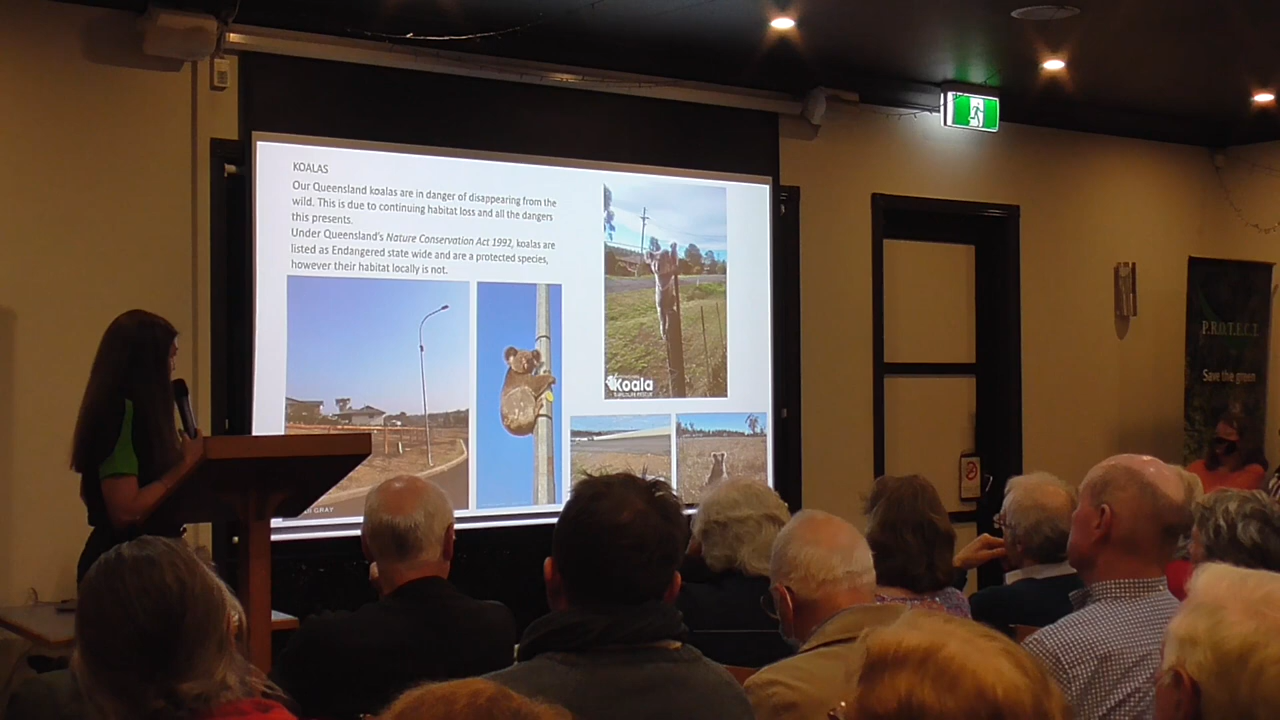 KOALAS
Our Queensland koalas are in danger of disappearing from the
wild. This is due to continuing habitat loss and all the dangers
this presents.
Under Queensland's Nature Conservation Act 1992, koalas are
listed as Endangered state wide and are a protected species,
however their habitat locally is not.
Koala
GRAY
P.R.O.T.E.C.T.
Save the green